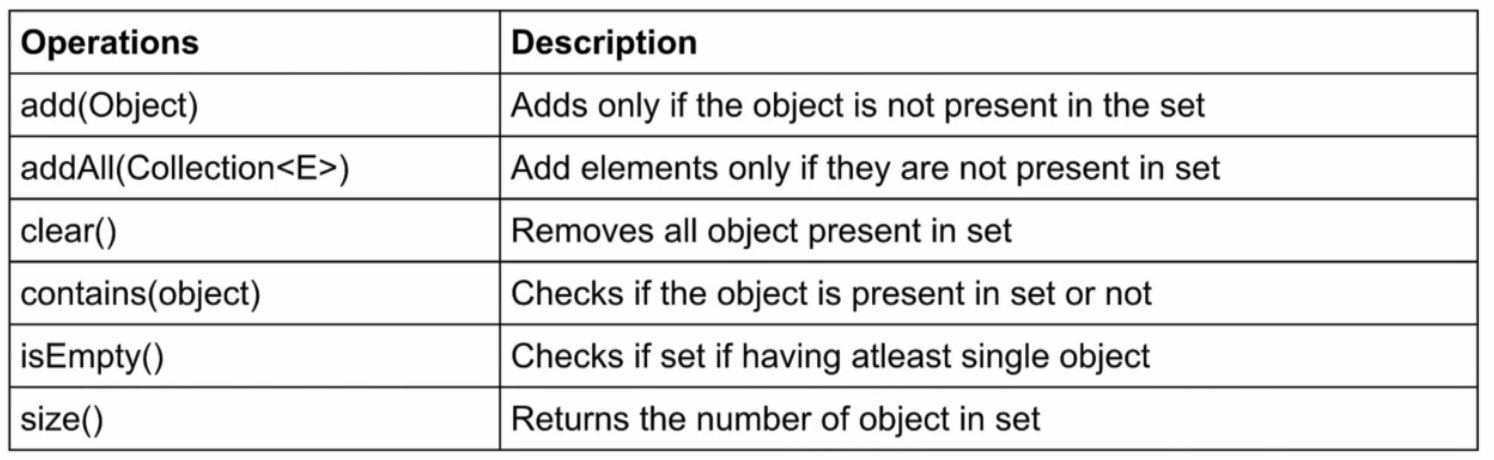 Operations Description
add(Object) Adds only if the object is not present in the set
addAll(Collection<E>) Add elements only if they are not present in set
clear() Removes all object present in set
contains(object) Checks if the object is present in set or not
isEmpty() Checks if set if having atleast single object
size() Returns the number of object in set